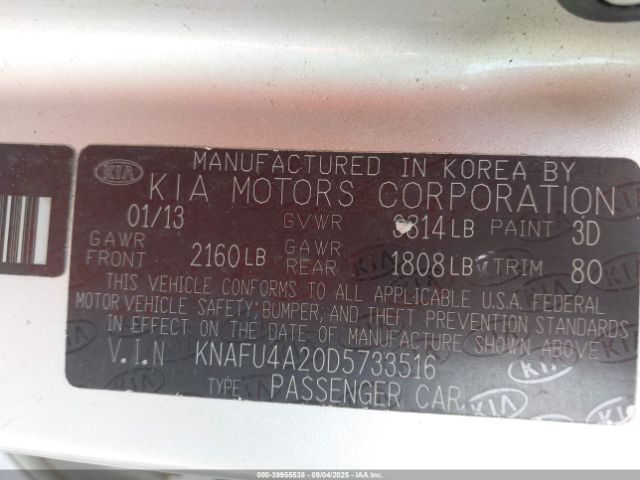 MANUFACTURED IN KOREA BY
KIA KIA MOTORS CORPORATION
01/13 GVWR 814 LB PAINT 3D
GAWR FRONT 2160 LB GAWR REAR 1808 LB TRIM 80
THIS VEHICLE CONFORMS TO ALL APPLICABLE U.S.A. FEDERAL
MOTOR VEHICLE SAFETY, BUMPER, AND THEFT PREVENTION STANDARDS
IN EFFECT ON THE DATE OF MANUFACTURE SHOWN ABOVE
V.I.N KNAFU4A20D5733516
TYPE PASSENGER CAR
000-39955538 09/04/2025 IAA